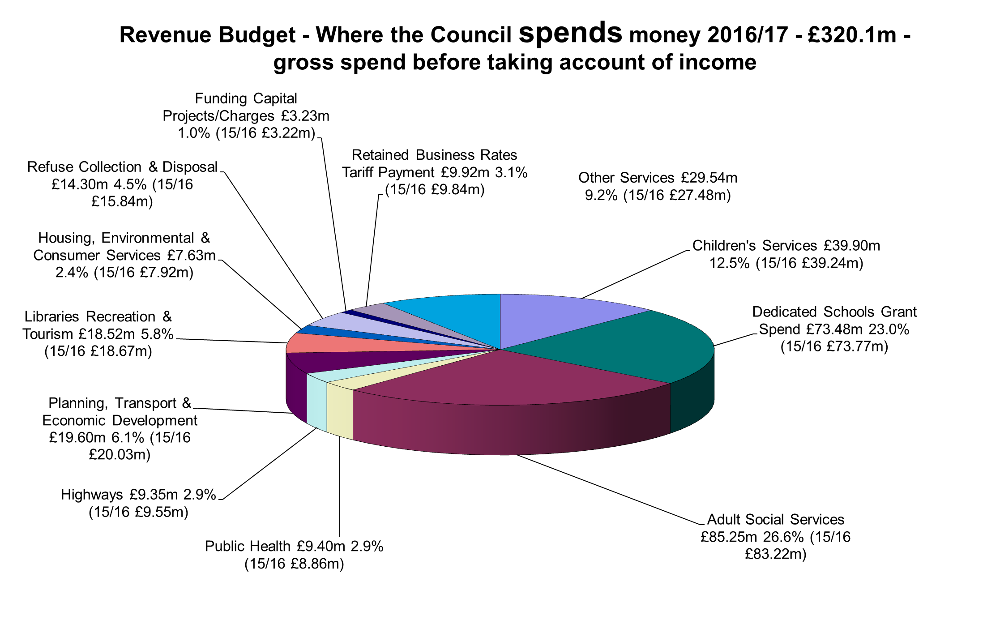 Revenue Budget - Where the Council spends money 2016/17 - £320.1m -
gross spend before taking account of income
Funding Capital
Projects/Charges £3.23m
1.0% (15/16 £3.22m)
Retained Business Rates
Tariff Payment £9.92m 3.1%
(15/16 £9.84m)
Other Services £29.54m
9.2% (15/16 £27.48m)
Refuse Collection & Disposal
£14.30m 4.5% (15/16
£15.84m)
Housing, Environmental &
Consumer Services £7.63m
2.4% (15/16 £7.92m)
Children's Services £39.90m
12.5% (15/16 £39.24m)
Libraries Recreation &
Tourism £18.52m 5.8%
(15/16 £18.67m)
Dedicated Schools Grant
Spend £73.48m 23.0%
(15/16 £73.77m)
Planning, Transport &
Economic Development
£19.60m 6.1% (15/16
£20.03m)
Highways £9.35m 2.9%
(15/16 £9.55m)
Public Health £9.40m 2.9%
(15/16 £8.86m)
Adult Social Services
£85.25m 26.6% (15/16
£83.22m)